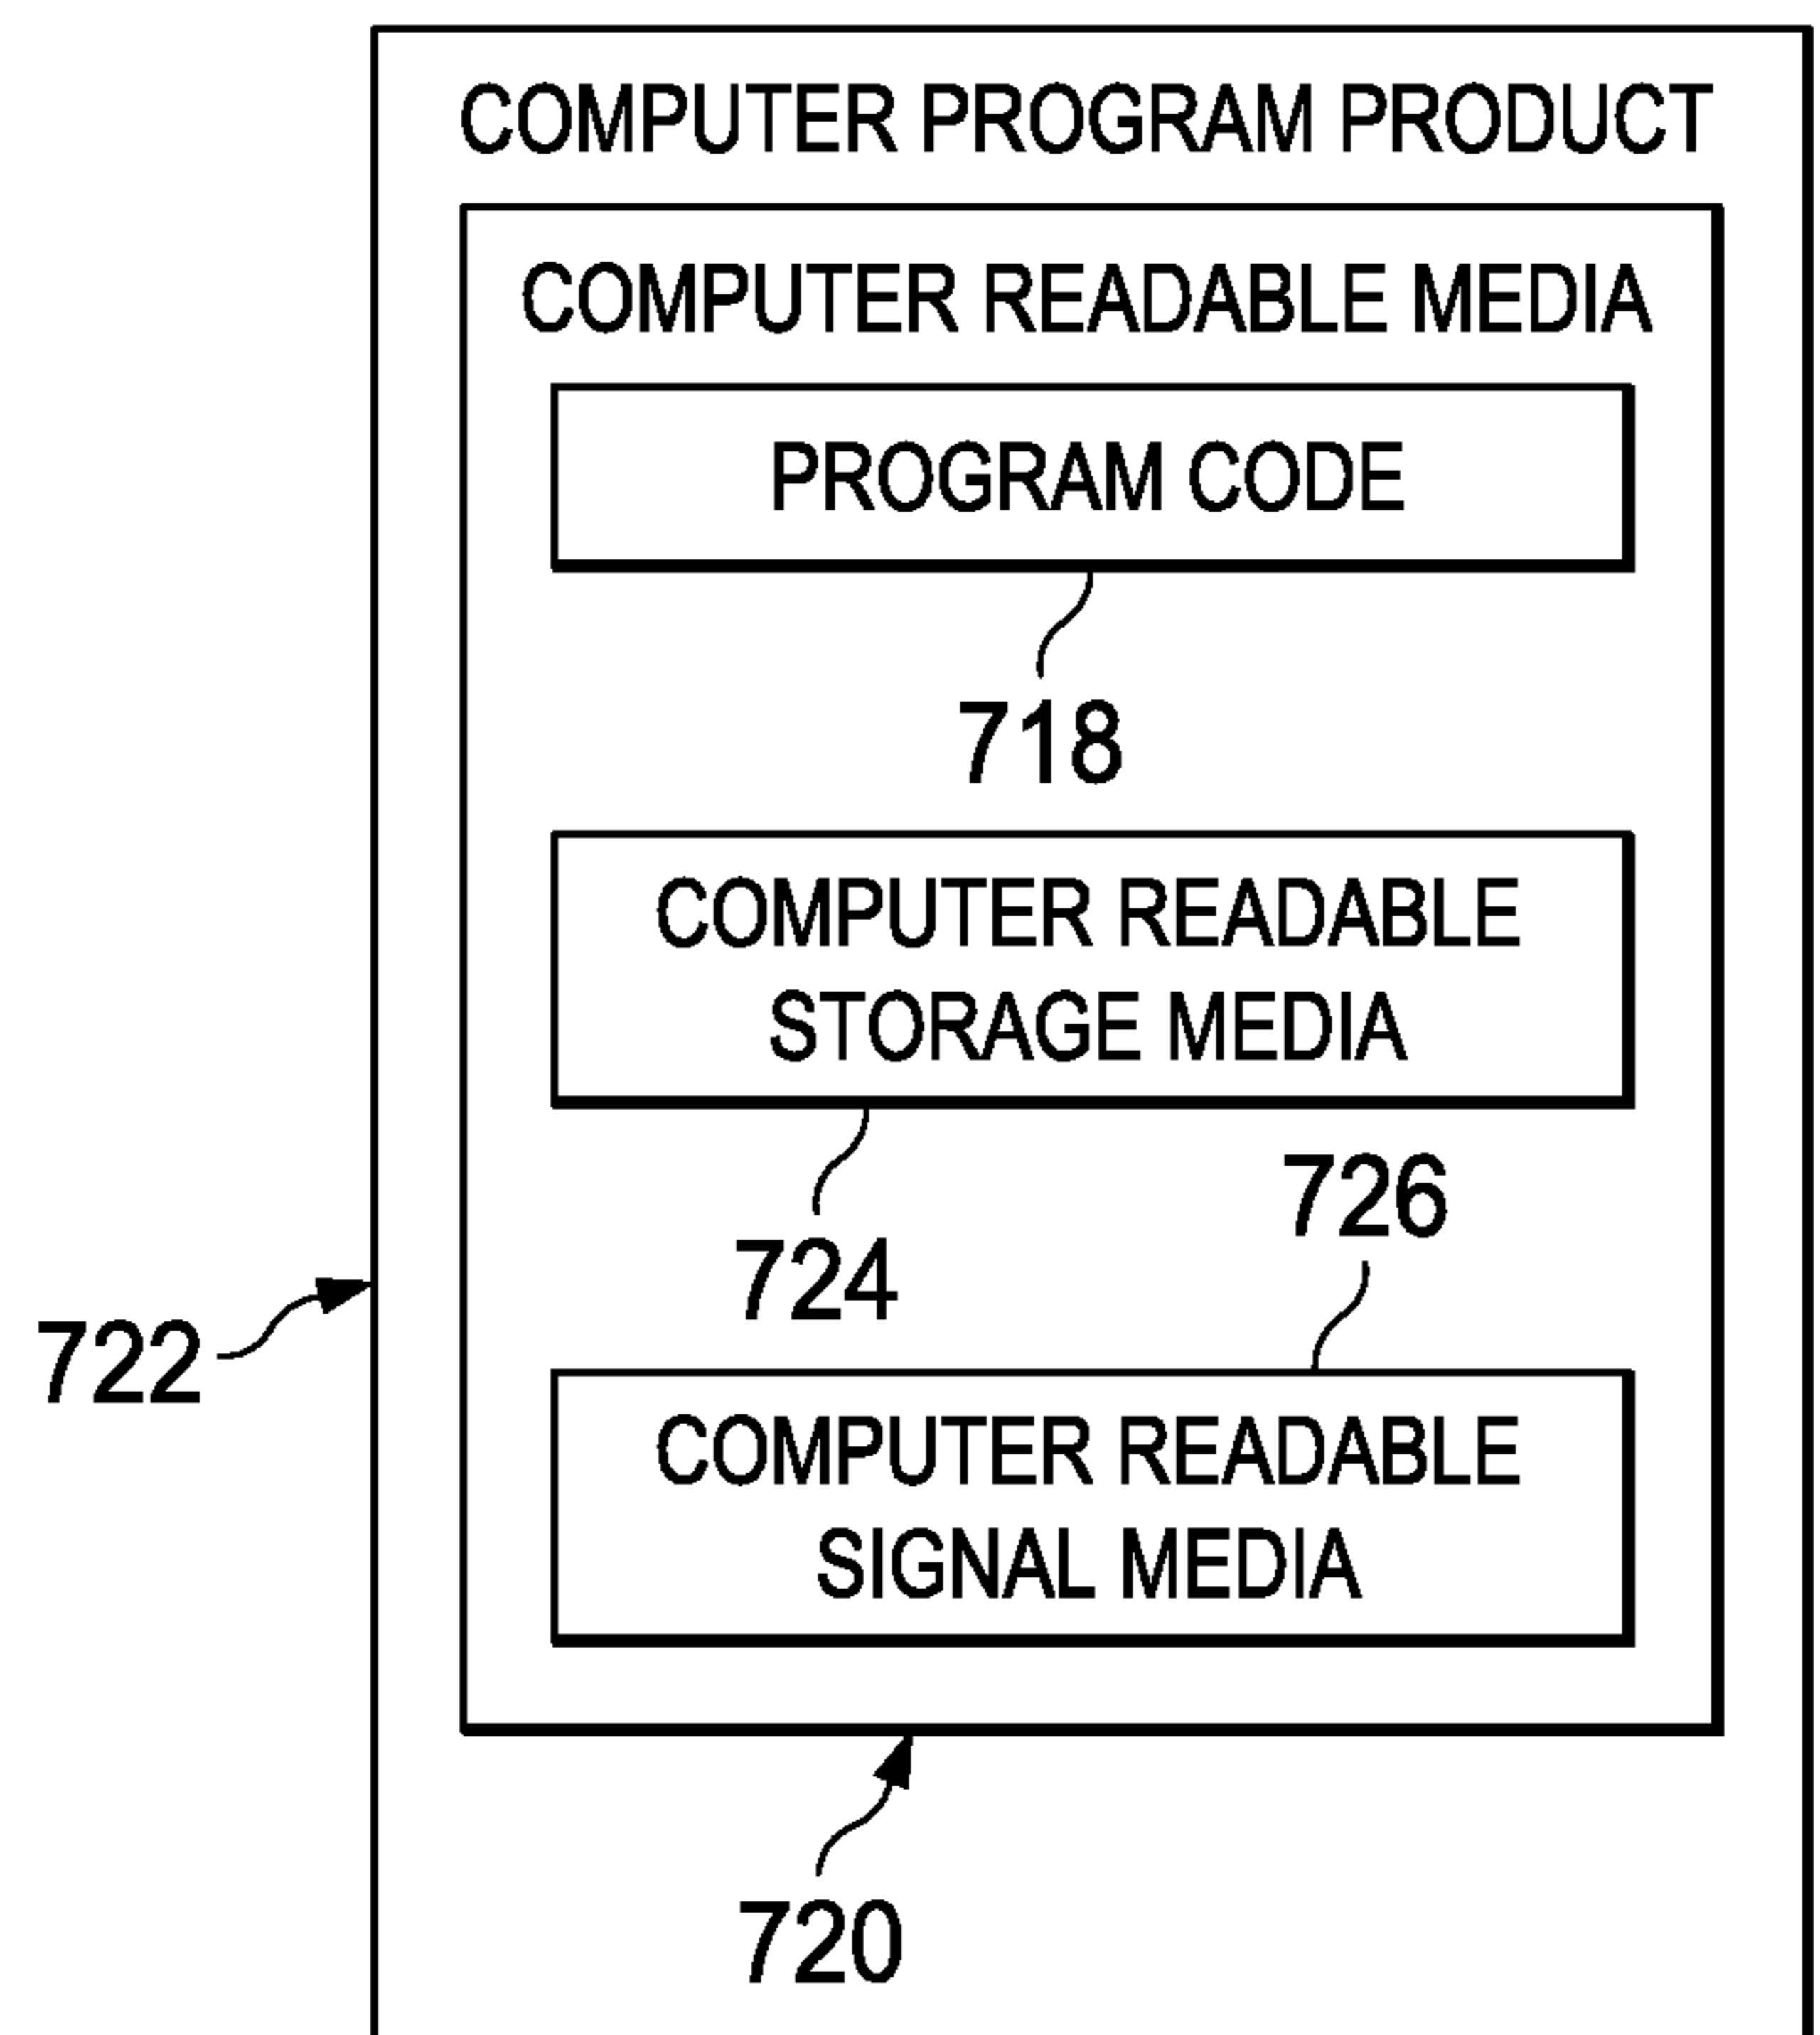 COMPUTER PROGRAM PRODUCT
COMPUTER READABLE MEDIA
PROGRAM CODE
718
COMPUTER READABLE
STORAGE MEDIA
724
726
722
COMPUTER READABLE
SIGNAL MEDIA
720